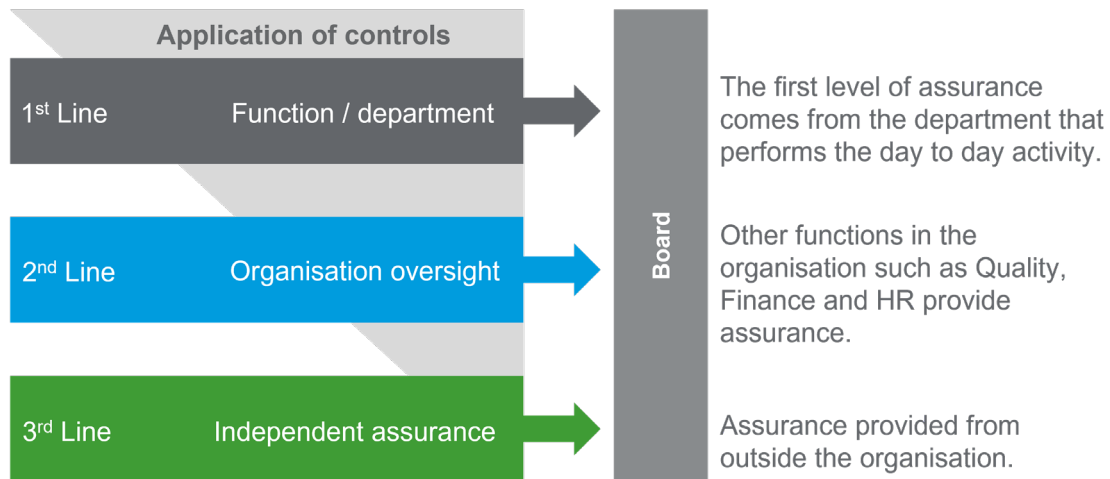 Application of controls
1st Line Function / department
The first level of assurance
comes from the department that
performs the day to day activity.
2nd Line Organisation oversight
Board
Other functions in the
organisation such as Quality,
Finance and HR provide
assurance.
3rd Line Independent assurance
Assurance provided from
outside the organisation.